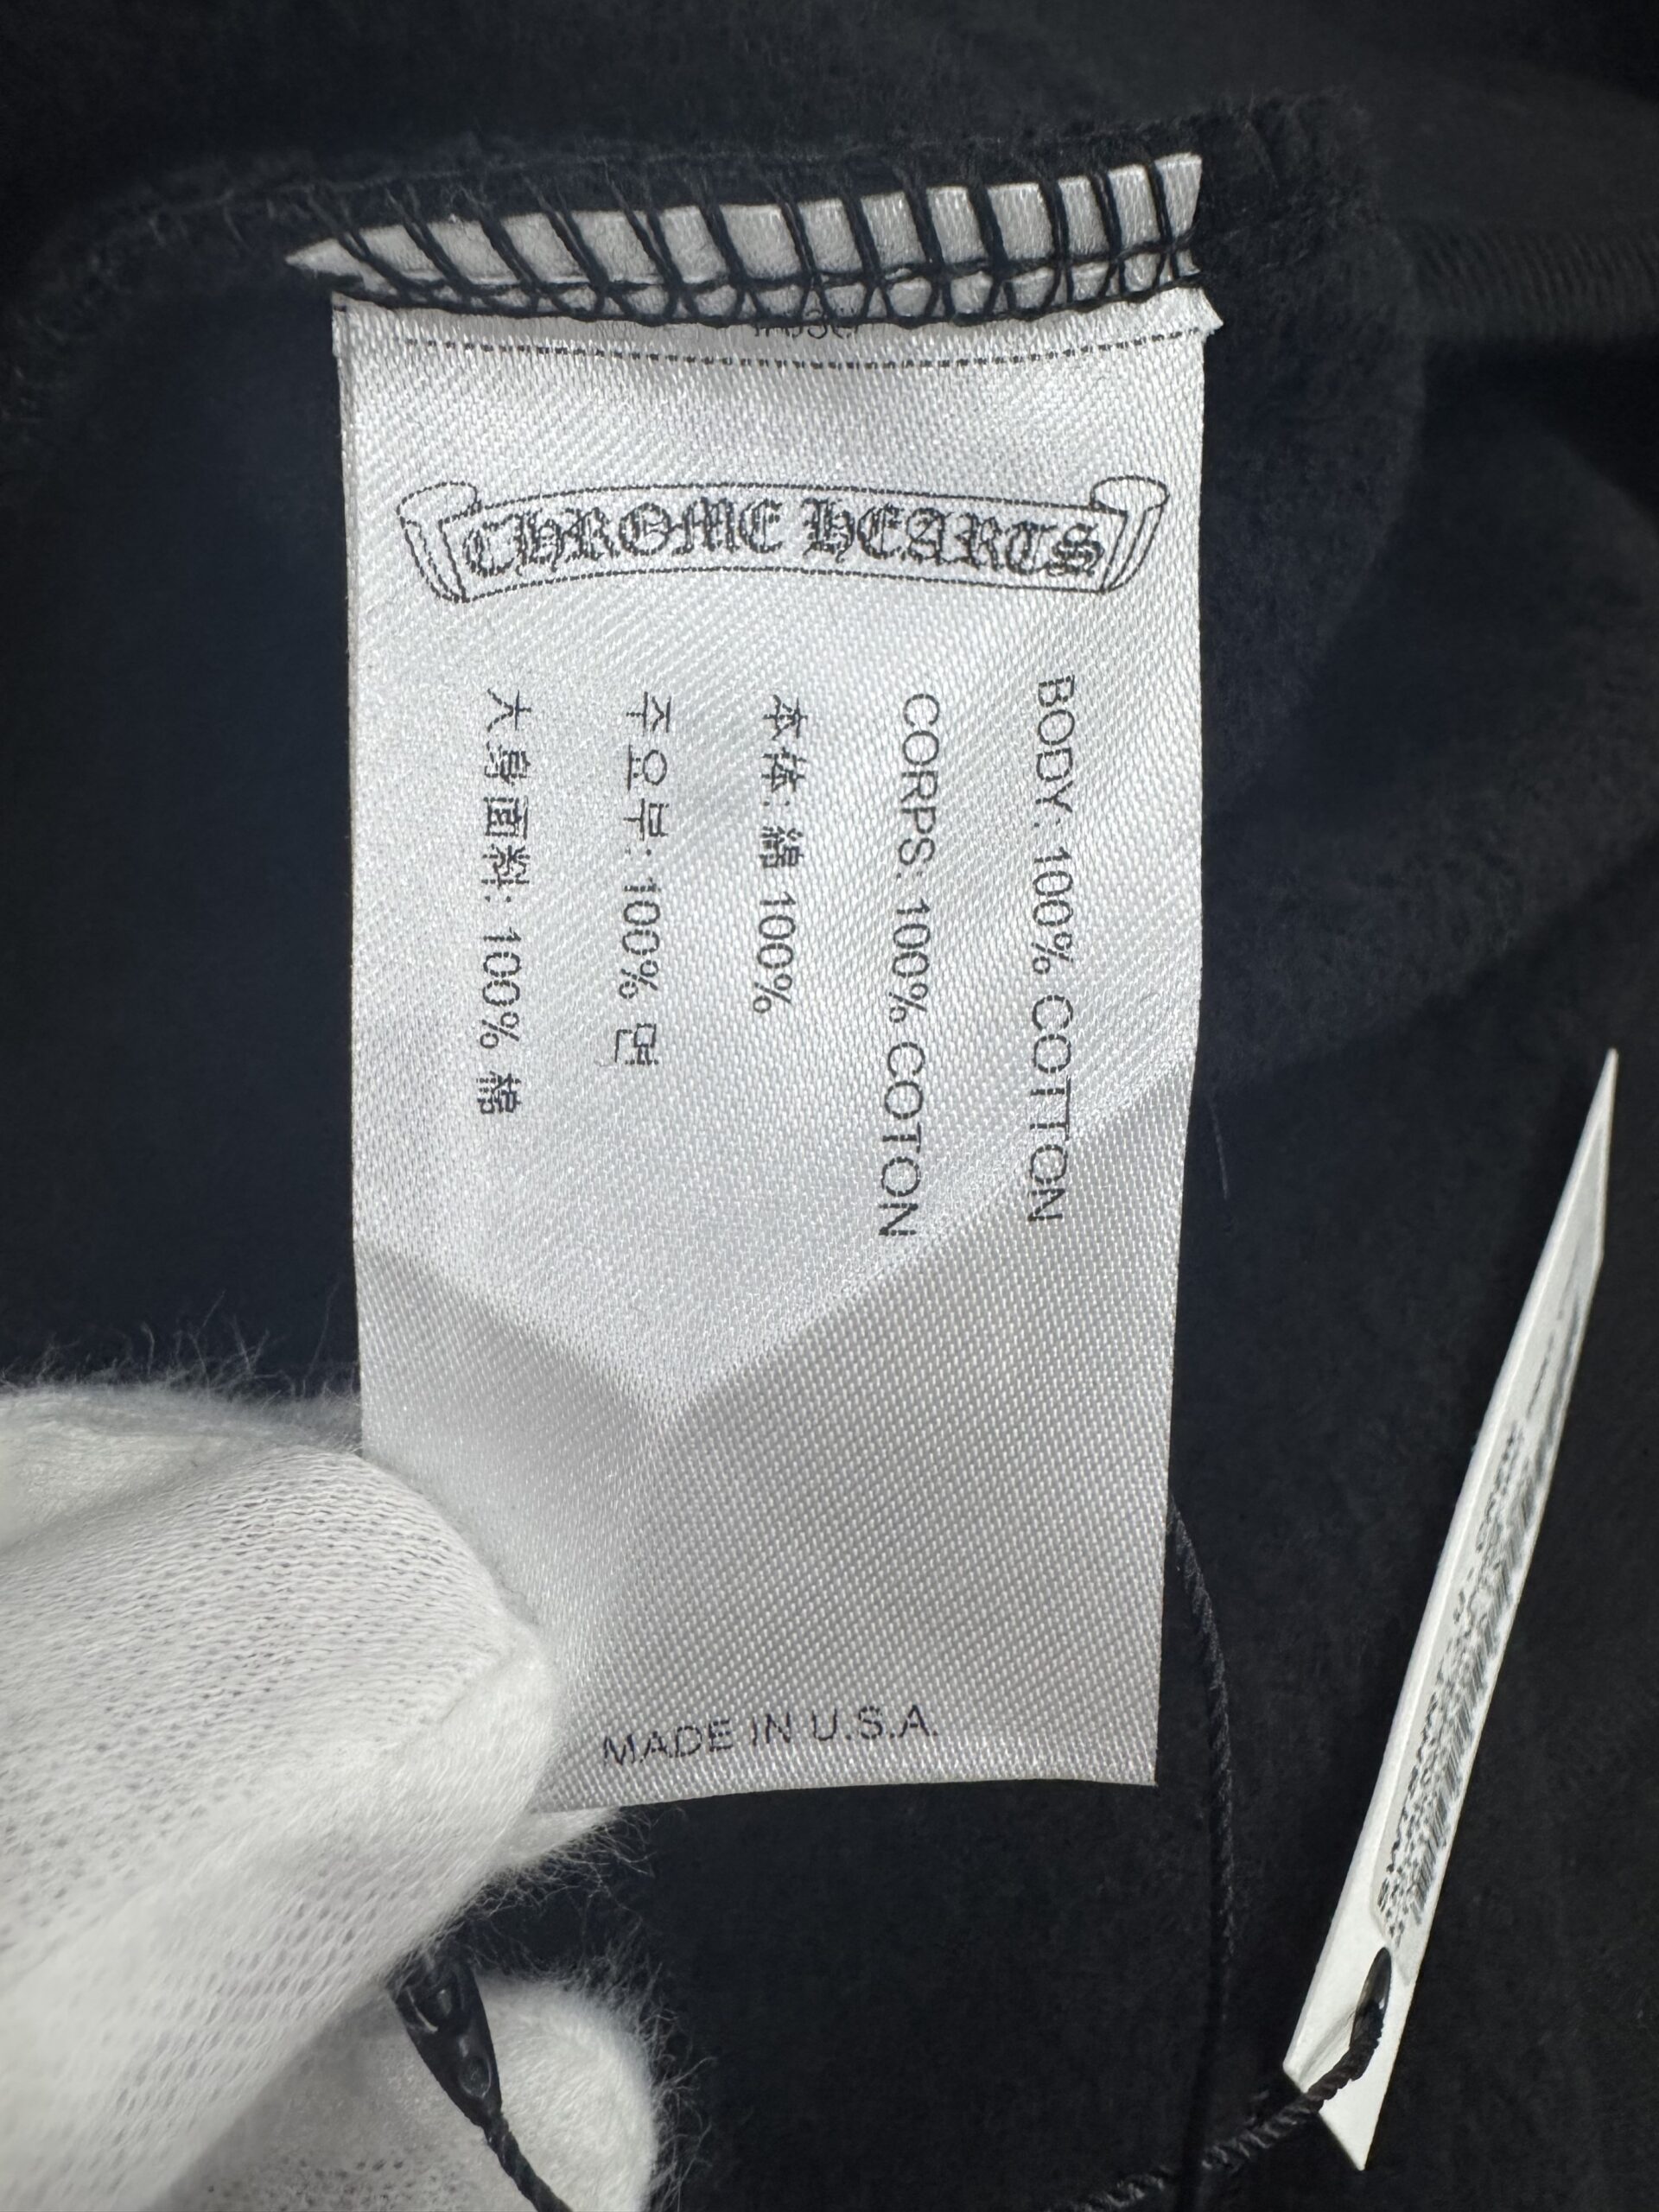 CHROME HEARTS
BODY: 100% COTTON
CORPS: 100% COTON
本体: 綿 100%
주요부: 100% 면
大身面料: 100% 棉
MADE IN U.S.A.